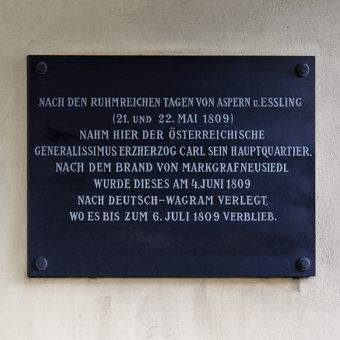 NACH DEN RUHMREICHEN TAGEN VON ASPERN U. ESSLING
(21. UND 22. MAI 1809)
NAHM HIER DER ÖSTERREICHISCHE
GENERALISSIMUS ERZHERZOG CARL SEIN HAUPTQUARTIER.
NACH DEM BRAND VON MARKGRAFNEUSIEDL
WURDE DIESES AM 4. JUNI 1809
NACH DEUTSCH-WAGRAM VERLEGT,
WO ES BIS ZUM 6. JULI 1809 VERBLIEB.